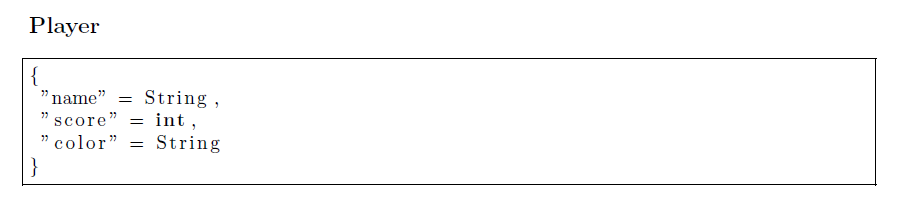 Player
{
"name" = String ,
"score" = int ,
"color" = String
}